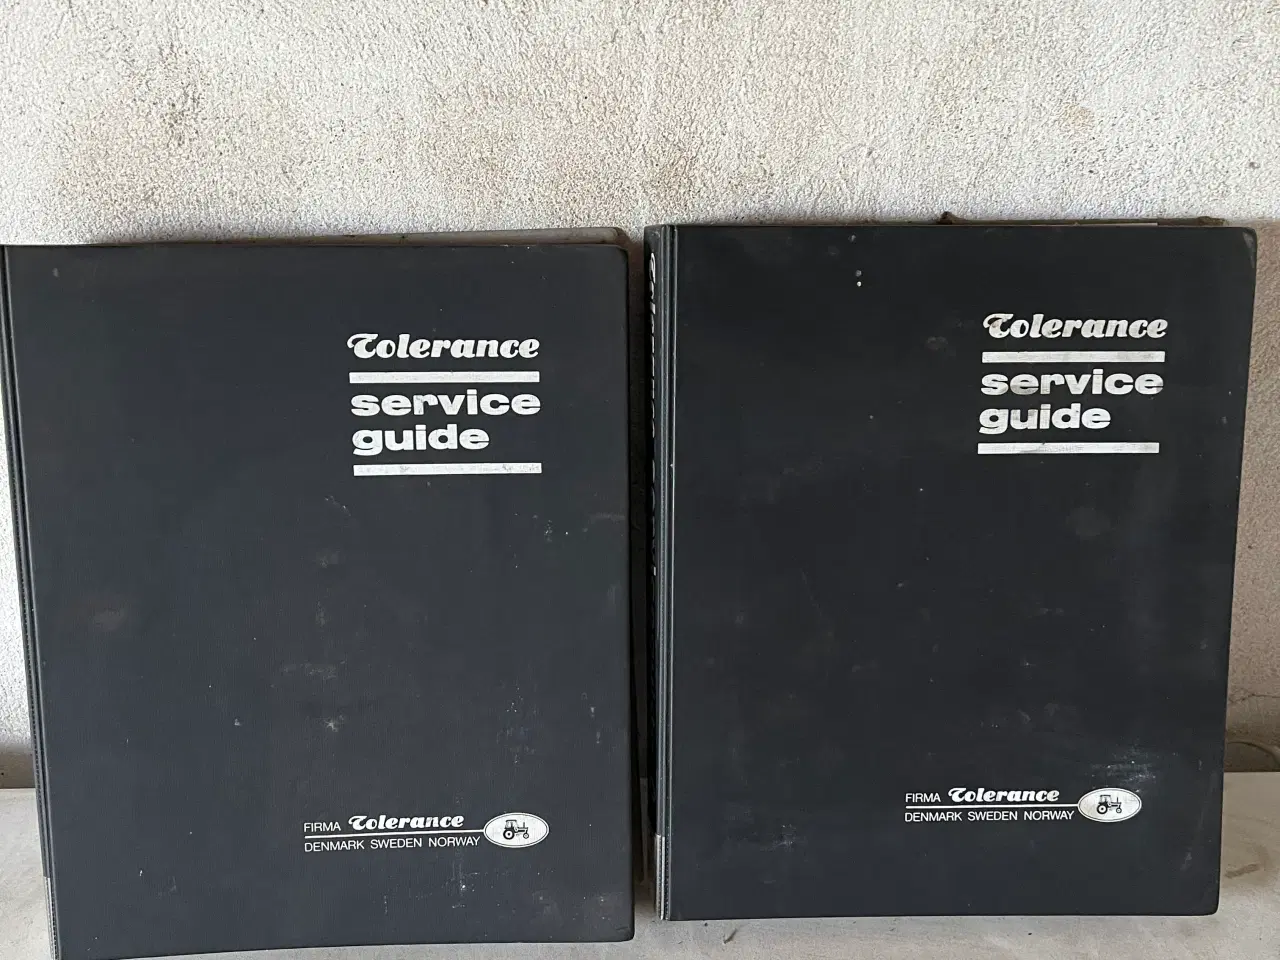 Tolerance
service
guide
FIRMA Tolerance
DENMARK SWEDEN NORWAY
Tolerance
service
guide
FIRMA Tolerance
DENMARK SWEDEN NORWAY